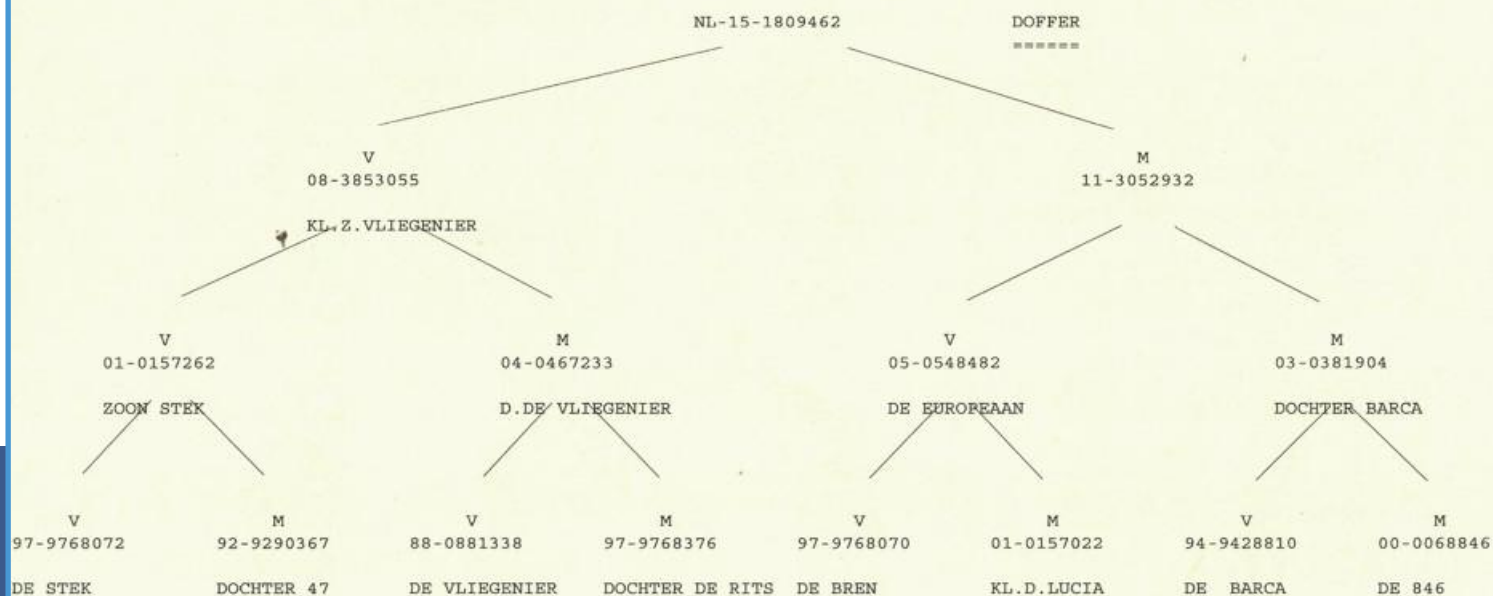 NL-15-1809462 DOFFER
======
V M
08-3853055 11-3052932
KL.Z.VLIEGENIER
V M V M
01-0157262 04-0467233 05-0548482 03-0381904
ZOON STEK D.DE VLIEGENIER DE EUROPEAAN DOCHTER BARCA
V M V M V M V M
97-9768072 92-9290367 88-0881338 97-9768376 97-9768070 01-0157022 94-9428810 00-0068846
DE STEK DOCHTER 47 DE VLIEGENIER DOCHTER DE RITS DE BREN KL.D.LUCIA DE BARCA DE 846